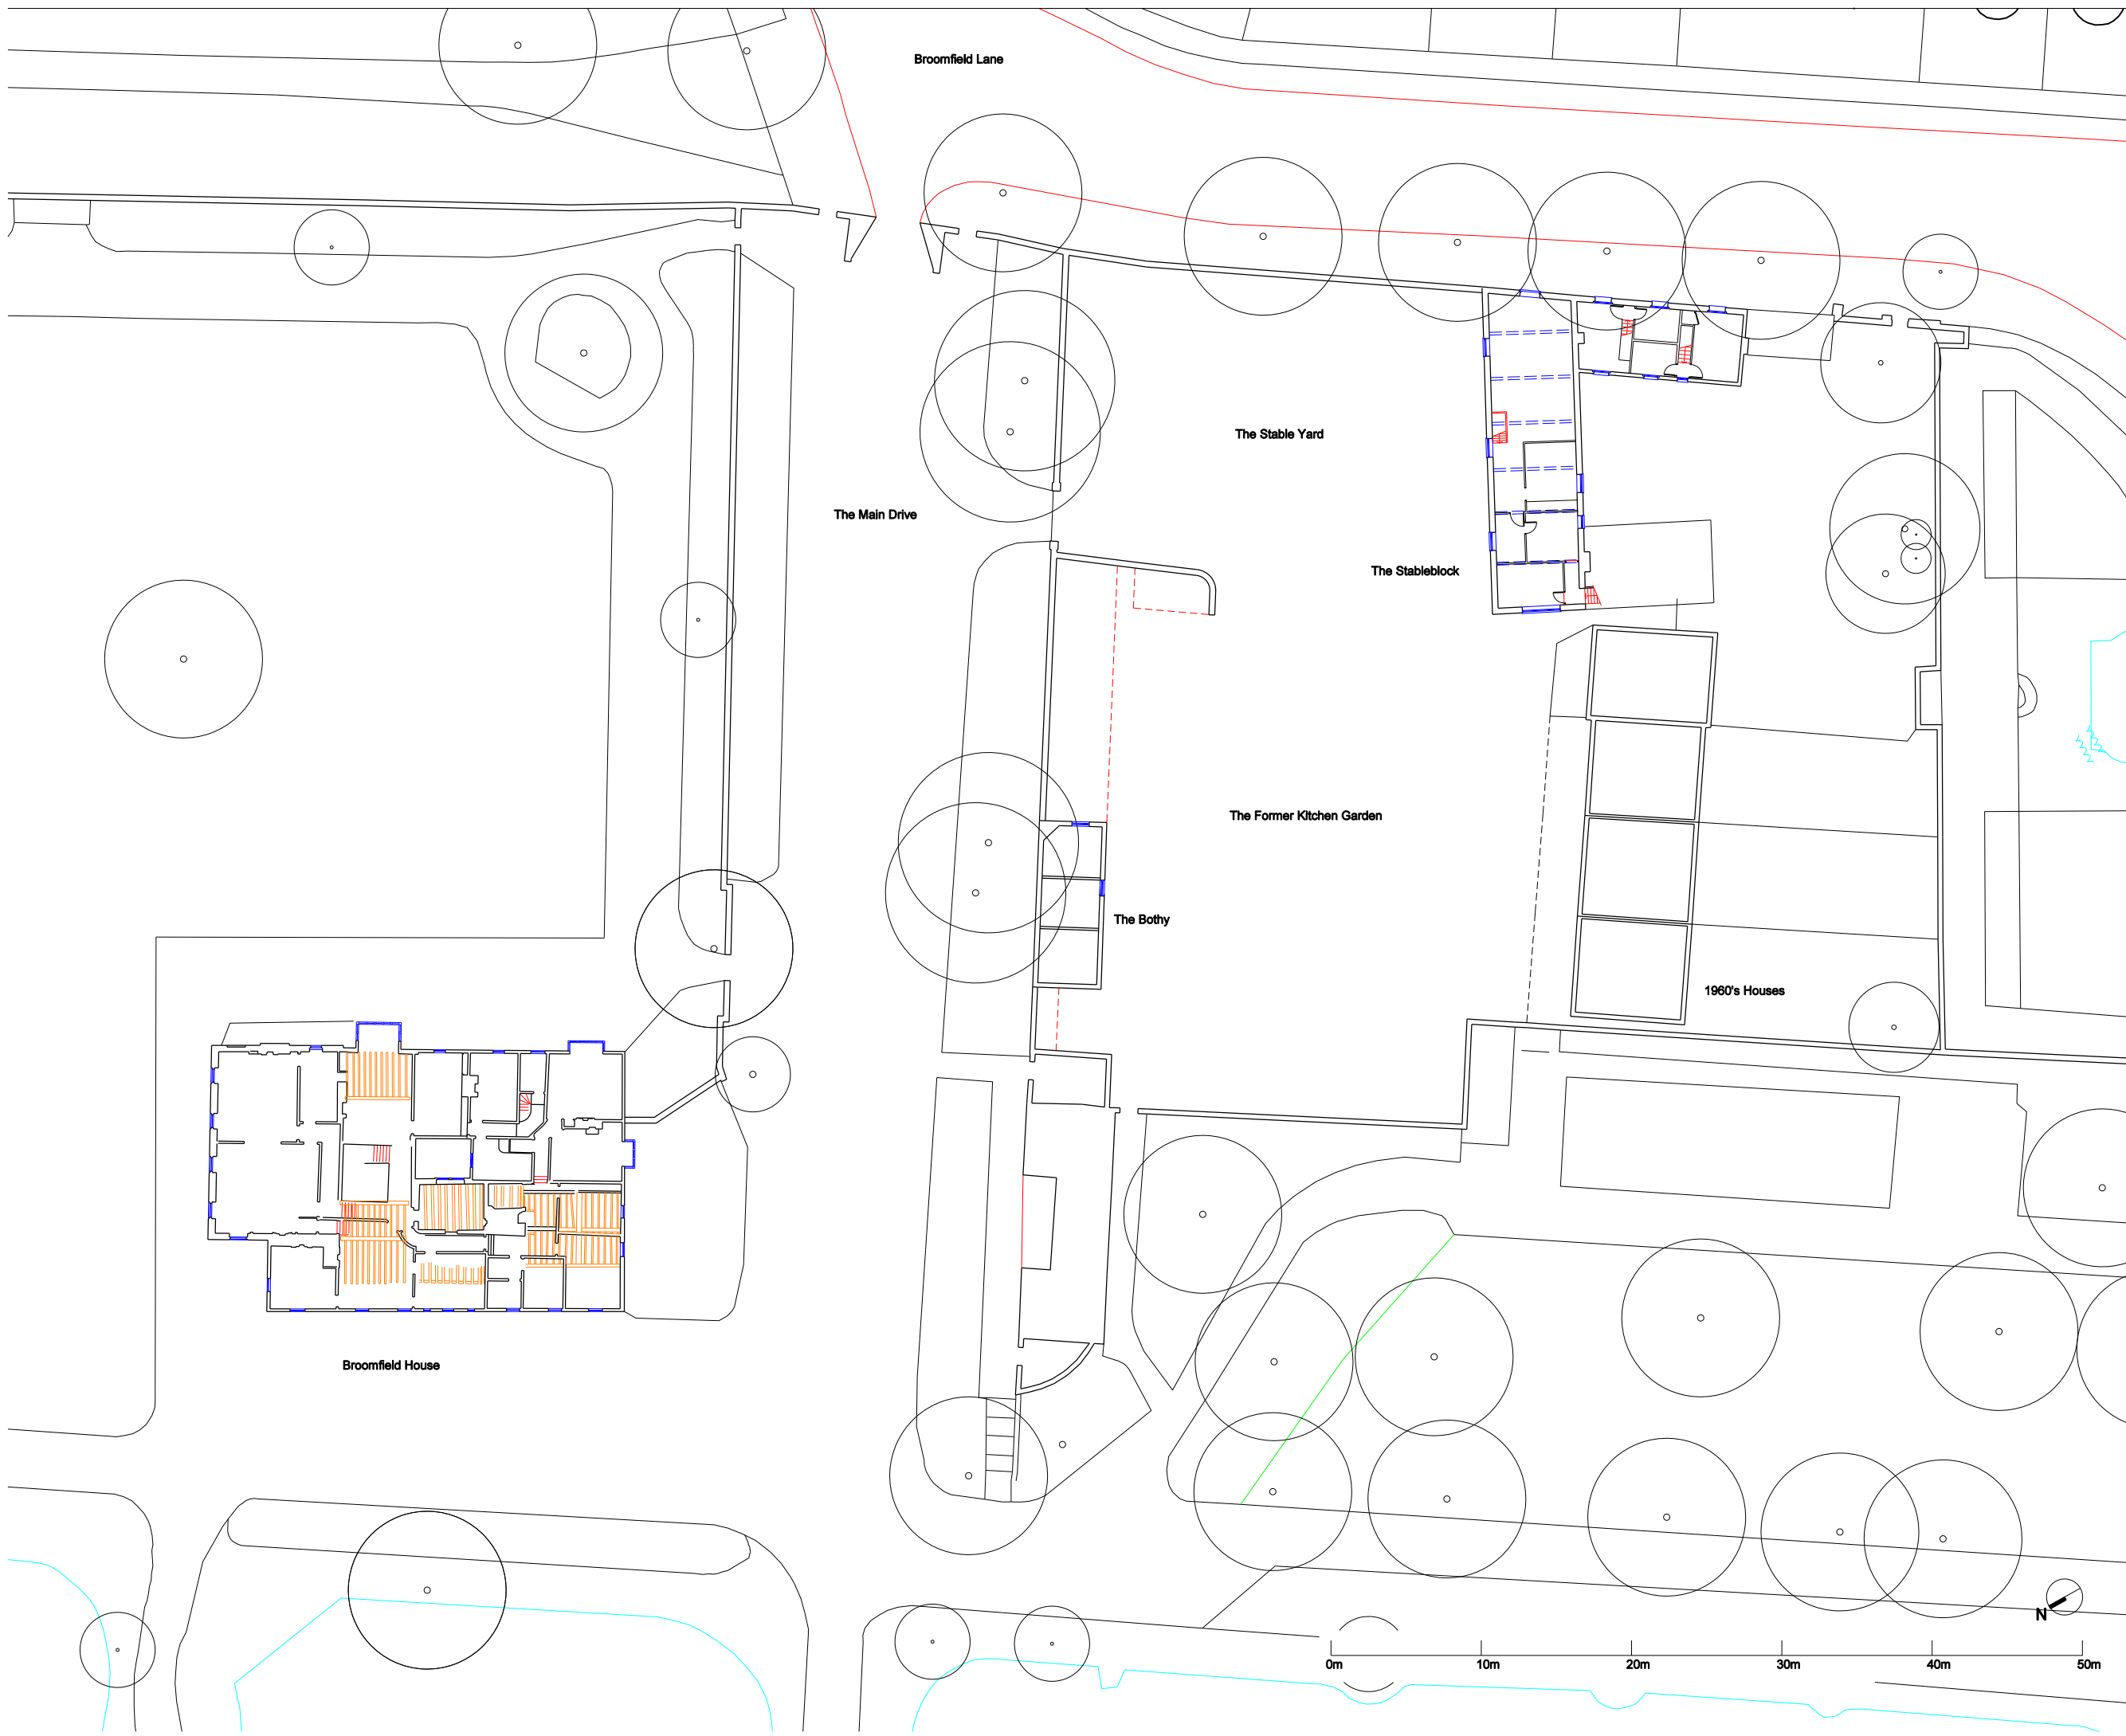 Broomfield Lane
The Stable Yard
The Main Drive
The Stableblock
The Former Kitchen Garden
The Bothy
1960's Houses
Broomfield House
N
0m 10m 20m 30m 40m 50m